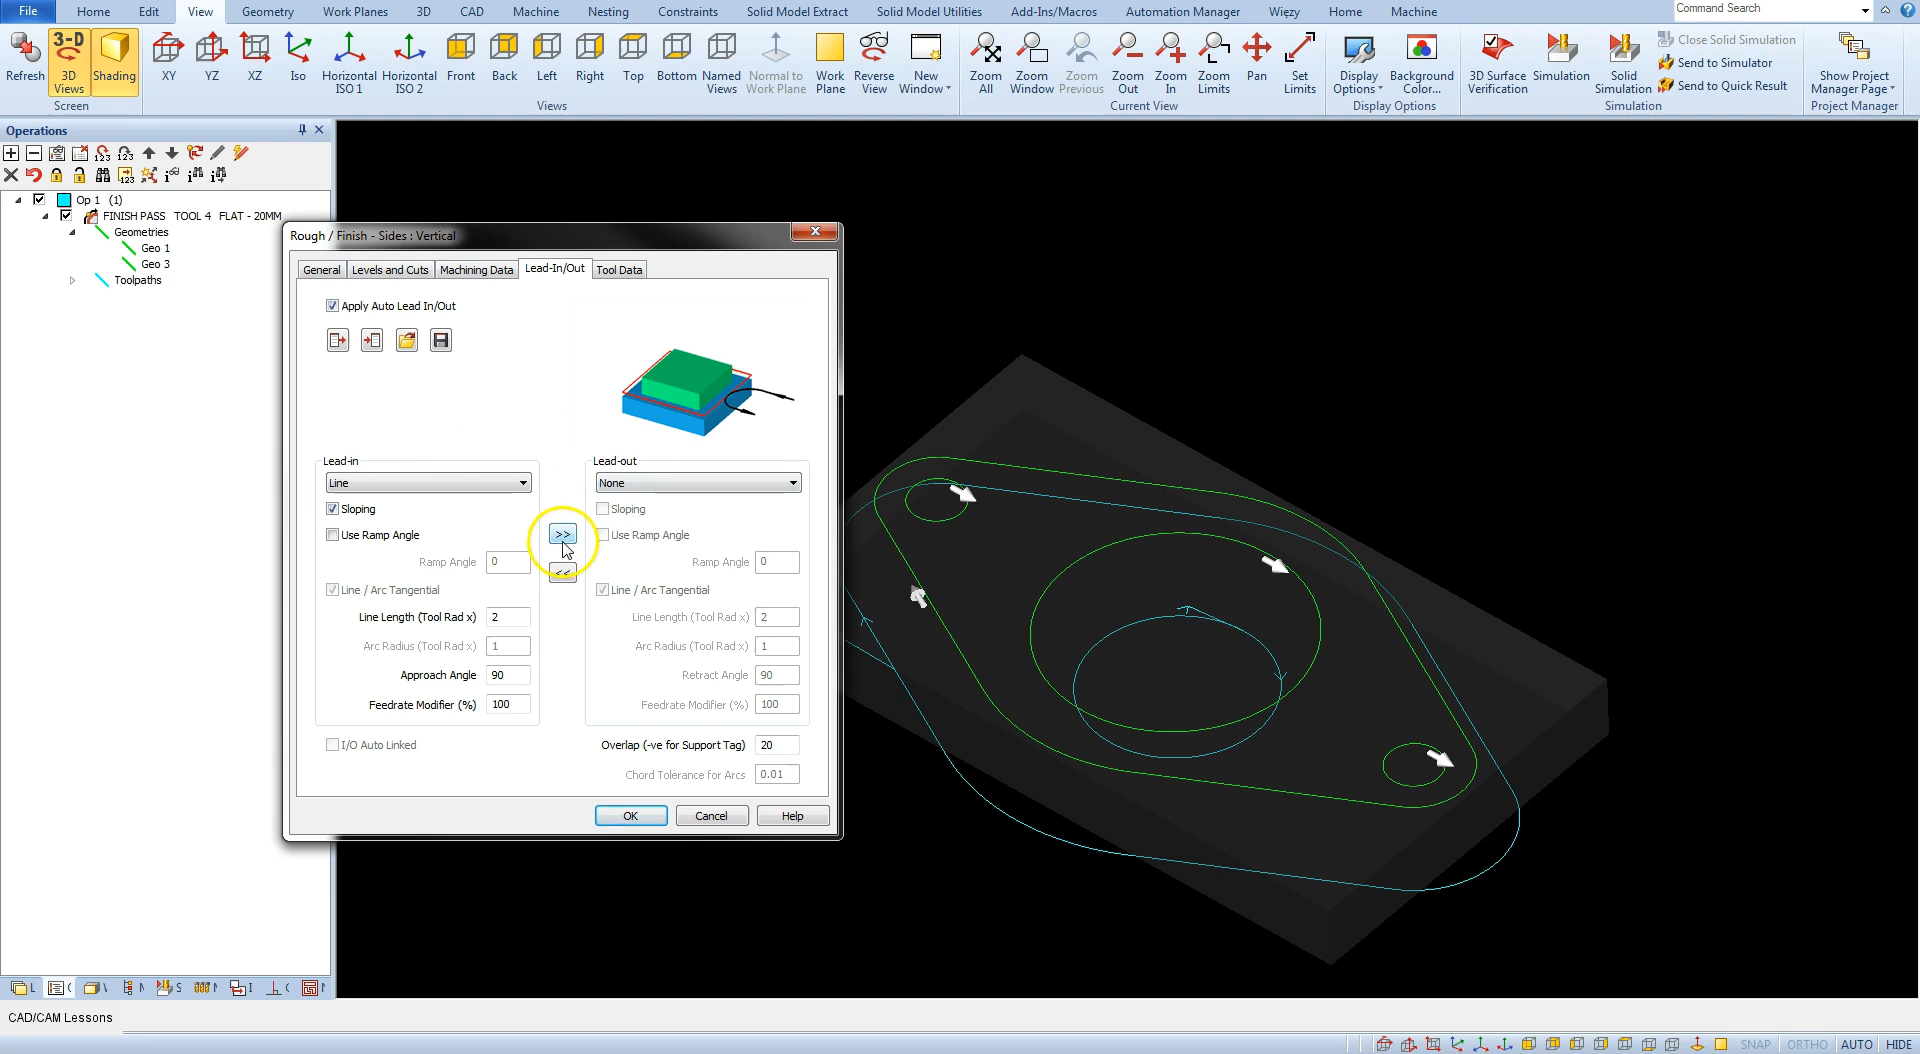 File Home Edit View Geometry Work Planes 3D CAD Machine Nesting Constraints Solid Model Extract Solid Model Utilities Add-Ins/Macros Automation Manager Więzy Home Machine Command Search
Refresh
3D Views
Shading
Screen
XY
YZ
XZ
Iso
Horizontal ISO 1
Horizontal ISO 2
Front
Back
Left
Right
Top
Bottom
Named Views
Normal to Work Plane
Work Plane
Reverse View
New Window
Views
Zoom All
Zoom Window
Zoom Previous
Zoom Out
Zoom In
Zoom Limits
Pan
Set Limits
Current View
Display Options
Background Color...
Display Options
3D Surface Verification
Simulation
Solid Simulation
Close Solid Simulation
Send to Simulator
Send to Quick Result
Simulation
Show Project Manager Page
Project Manager
Operations
Op 1 (1)
FINISH PASS TOOL 4 FLAT - 20MM
Geometries
Geo 1
Geo 3
Toolpaths
Rough / Finish - Sides : Vertical
General Levels and Cuts Machining Data Lead-In/Out Tool Data
Apply Auto Lead In/Out
Lead-in
Line
Sloping
Use Ramp Angle
Ramp Angle 0
Line / Arc Tangential
Line Length (Tool Rad x) 2
Arc Radius (Tool Rad x) 1
Approach Angle 90
Feedrate Modifier (%) 100
I/O Auto Linked
>>
<<
Lead-out
None
Sloping
Use Ramp Angle
Ramp Angle 0
Line / Arc Tangential
Line Length (Tool Rad x) 2
Arc Radius (Tool Rad x) 1
Retract Angle 90
Feedrate Modifier (%) 100
Overlap (-ve for Support Tag) 20
Chord Tolerance for Arcs 0.01
OK Cancel Help
CAD/CAM Lessons
SNAP ORTHO AUTO HIDE